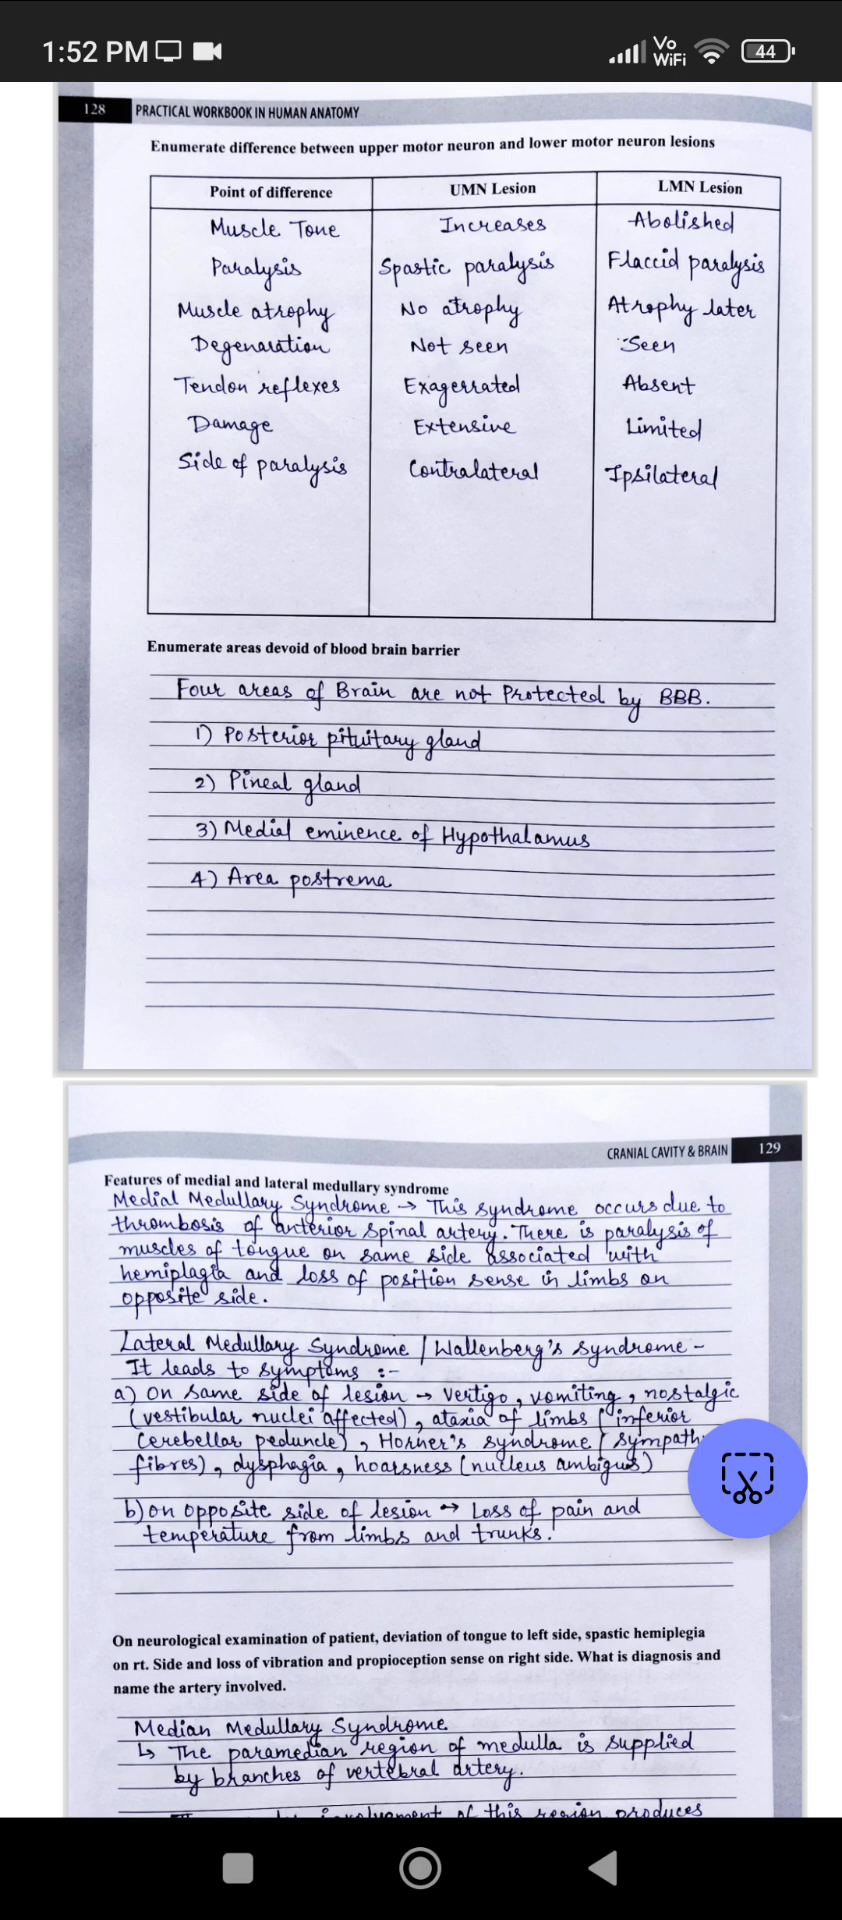 1:52 PM
Vo WiFi 44
128 PRACTICAL WORKBOOK IN HUMAN ANATOMY
Enumerate difference between upper motor neuron and lower motor neuron lesions
Point of difference UMN Lesion LMN Lesion
Muscle Tone Increases Abolished
Paralysis Spastic paralysis Flaccid paralysis
Muscle atrophy No atrophy Atrophy later
Degenaration Not seen Seen
Tendon reflexes Exagerrated Absent
Damage Extensive Limited
Side of paralysis Contralateral Ipsilateral
Enumerate areas devoid of blood brain barrier
Four areas of Brain are not Protected by BBB.
1) Posterior pituitary gland
2) Pineal gland
3) Medial eminence of Hypothalamus
4) Area postrema
CRANIAL CAVITY & BRAIN 129
Features of medial and lateral medullary syndrome
Medial Medullary Syndrome → This syndrome occurs due to
thrombosis of anterior spinal artery. There is paralysis of
muscles of tongue on same side associated with
hemiplagia and loss of position sense in limbs on
opposite side.
Lateral Medullary Syndrome / Wallenberg's syndrome -
It leads to symptoms :-
a) On same side of lesion → Vertigo, vomiting, nostalgic
(vestibular nuclei affected), ataxia of limbs (inferior
cerebellar peduncle), Horner's syndrome (sympath
fibres), dysphagia, hoarsness (nucleus ambigus)
b) on opposite side of lesion → Loss of pain and
temperature from limbs and trunks.
On neurological examination of patient, deviation of tongue to left side, spastic hemiplegia
on rt. Side and loss of vibration and propioception sense on right side. What is diagnosis and
name the artery involved.
Median Medullary Syndrome
↳ The paramedian region of medulla is supplied
by branches of vertebral artery.
involvement of this region produces